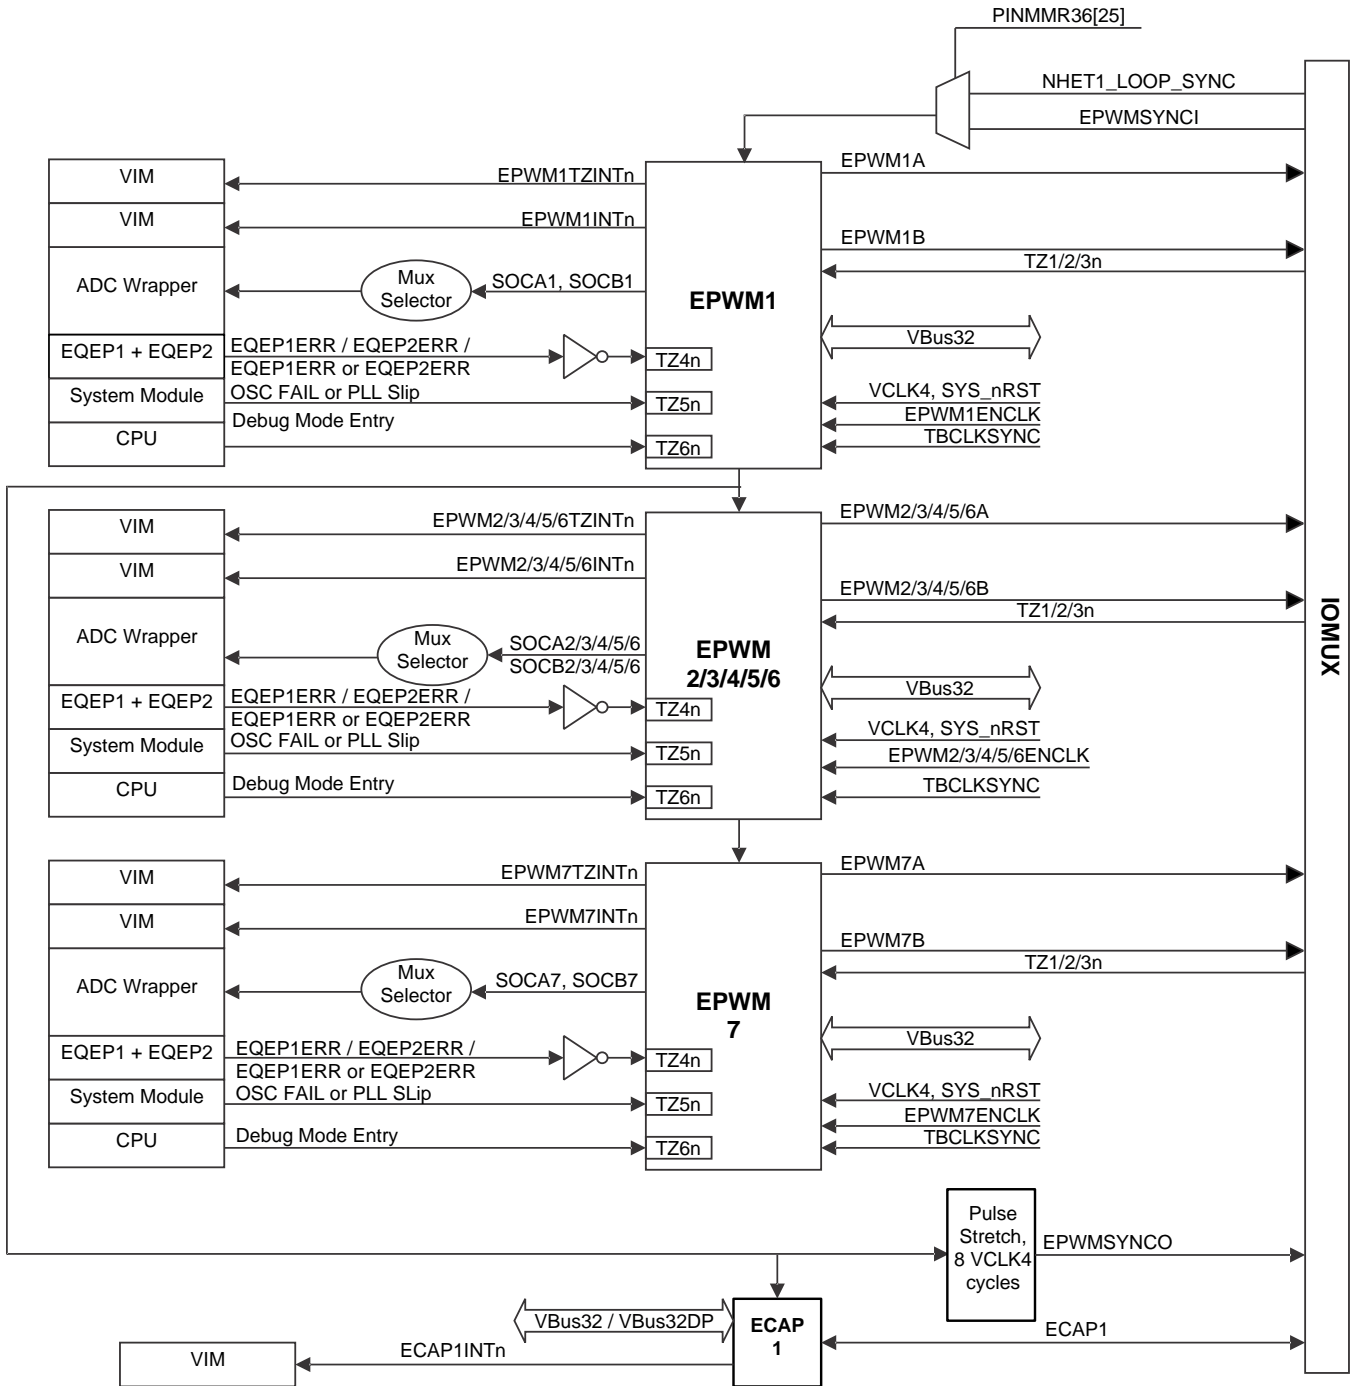 PINMMR36[25]
NHET1_LOOP_SYNC
EPWMSYNCI
VIM
EPWM1TZINTn
EPWM1A
VIM
EPWM1INTn
EPWM1B
TZ1/2/3n
ADC Wrapper
Mux
Selector
SOCA1, SOCB1
EPWM1
VBus32
EQEP1 + EQEP2
EQEP1ERR / EQEP2ERR /
EQEP1ERR or EQEP2ERR
TZ4n
System Module
OSC FAIL or PLL Slip
TZ5n
VCLK4, SYS_nRST
EPWM1ENCLK
TBCLKSYNC
CPU
Debug Mode Entry
TZ6n
VIM
EPWM2/3/4/5/6TZINTn
EPWM2/3/4/5/6A
VIM
EPWM2/3/4/5/6INTn
EPWM2/3/4/5/6B
TZ1/2/3n
IOMUX
ADC Wrapper
Mux
Selector
SOCA2/3/4/5/6
SOCB2/3/4/5/6
EPWM
2/3/4/5/6
VBus32
EQEP1 + EQEP2
EQEP1ERR / EQEP2ERR /
EQEP1ERR or EQEP2ERR
TZ4n
System Module
OSC FAIL or PLL Slip
TZ5n
VCLK4, SYS_nRST
EPWM2/3/4/5/6ENCLK
TBCLKSYNC
CPU
Debug Mode Entry
TZ6n
VIM
EPWM7TZINTn
EPWM7A
VIM
EPWM7INTn
EPWM7B
TZ1/2/3n
ADC Wrapper
Mux
Selector
SOCA7, SOCB7
EPWM
7
VBus32
EQEP1 + EQEP2
EQEP1ERR / EQEP2ERR /
EQEP1ERR or EQEP2ERR
TZ4n
System Module
OSC FAIL or PLL SLip
TZ5n
VCLK4, SYS_nRST
EPWM7ENCLK
TBCLKSYNC
CPU
Debug Mode Entry
TZ6n
Pulse
Stretch,
8 VCLK4
cycles
EPWMSYNCO
VBus32 / VBus32DP
ECAP
1
ECAP1
VIM
ECAP1INTn